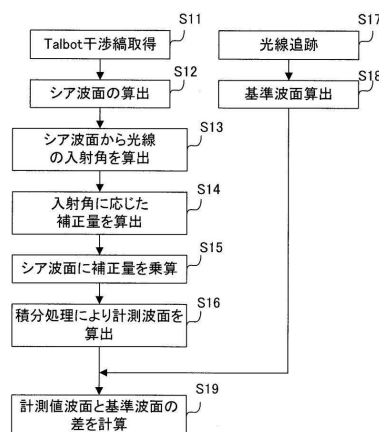 S11
Talbot干渉縞取得
S12
シア波面の算出
S13
シア波面から光線
の入射角を算出
S14
入射角に応じた
補正量を算出
S15
シア波面に補正量を乗算
S16
積分処理により計測波面を
算出
S17
光線追跡
S18
基準波面算出
S19
計測値波面と基準波面の
差を計算